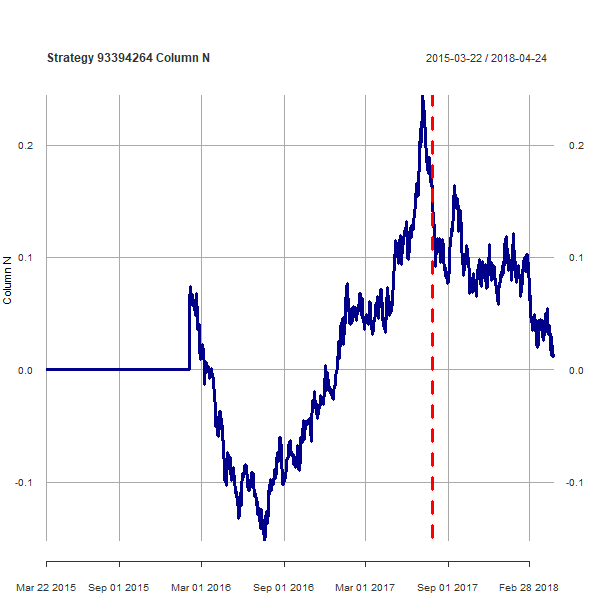 Strategy 93394264 Column N 2015-03-22 / 2018-04-24
0.2 0.2
0.1 0.1
Column N
0.0 0.0
-0.1 -0.1
Mar 22 2015 Sep 01 2015 Mar 01 2016 Sep 01 2016 Mar 01 2017 Sep 01 2017 Feb 28 2018